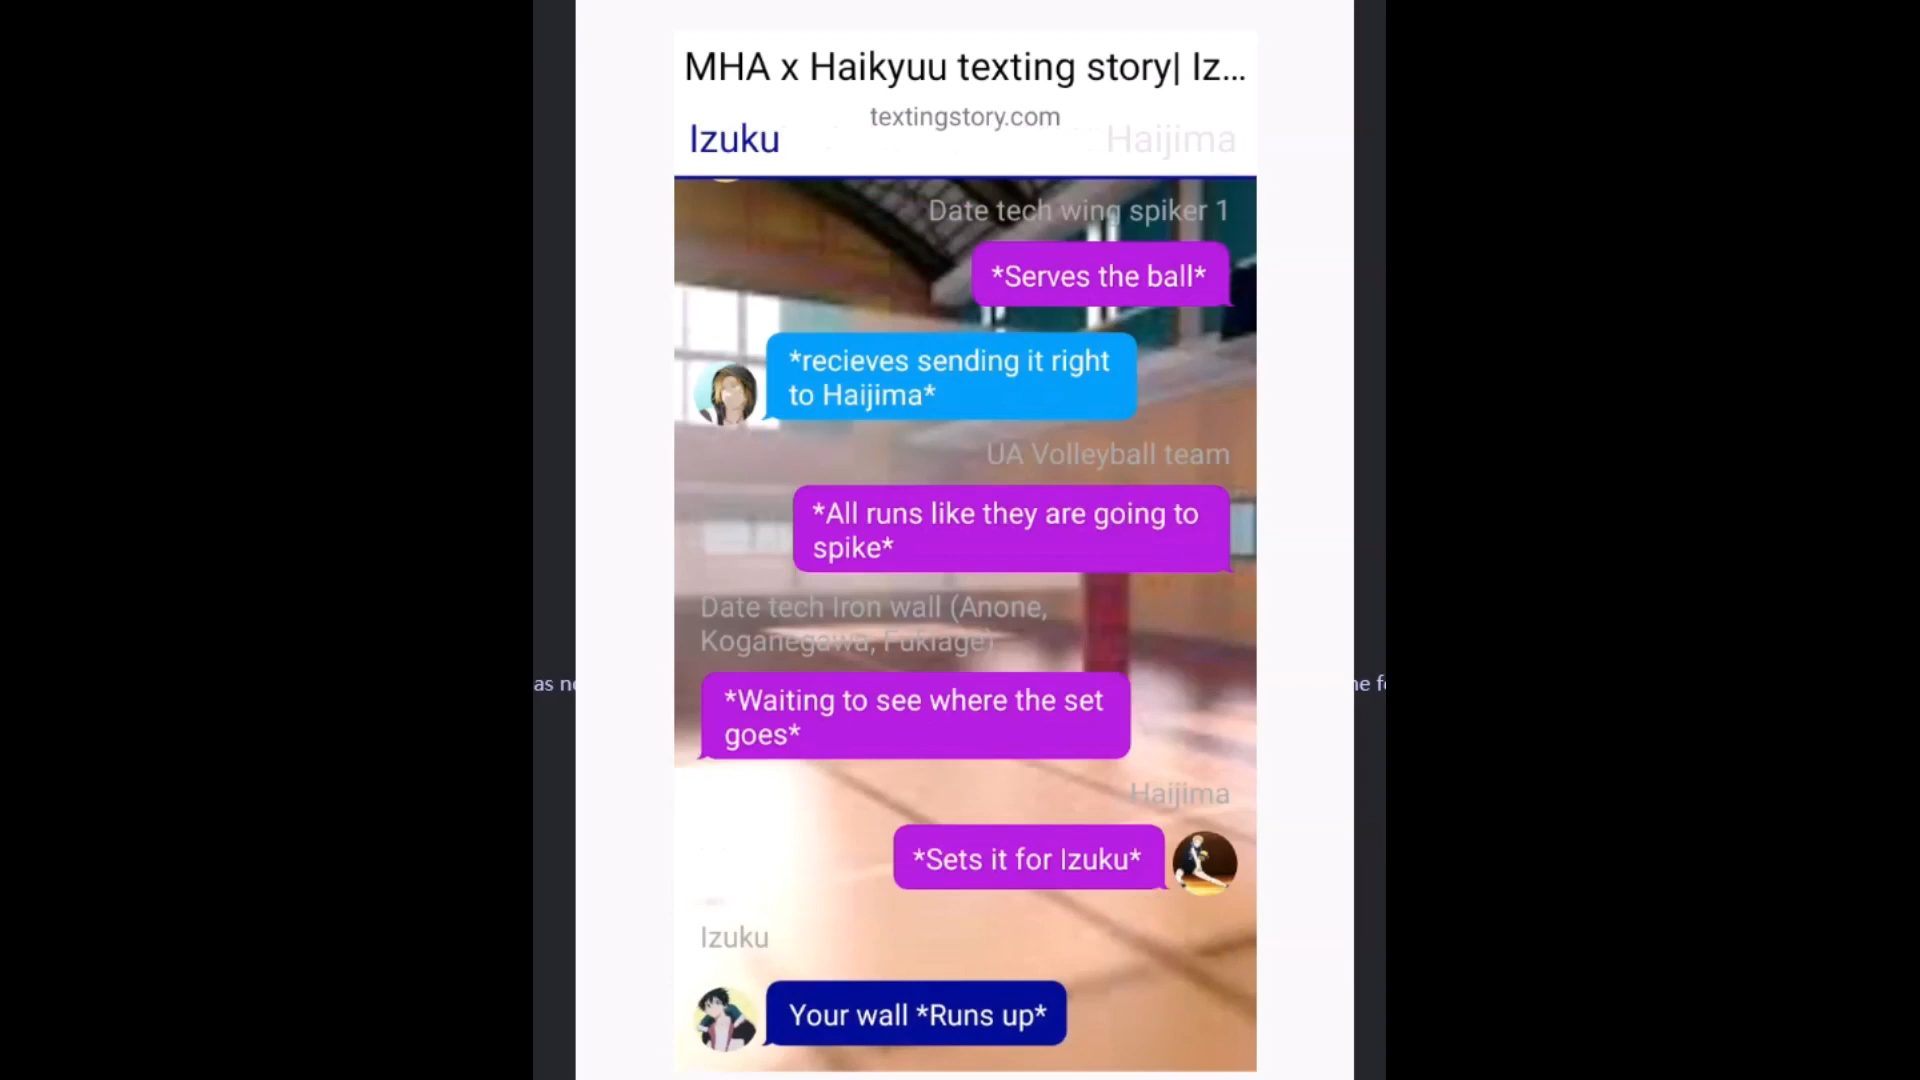 MHA x Haikyuu texting story| Iz...
textingstory.com
Izuku
Haijima
Date tech wing spiker 1
*Serves the ball*
*recieves sending it right
to Haijima*
UA Volleyball team
*All runs like they are going to
spike*
Date tech Iron wall (Anone,
Koganegawa, Fukiage)
*Waiting to see where the set
goes*
Haijima
*Sets it for Izuku*
Izuku
Your wall *Runs up*